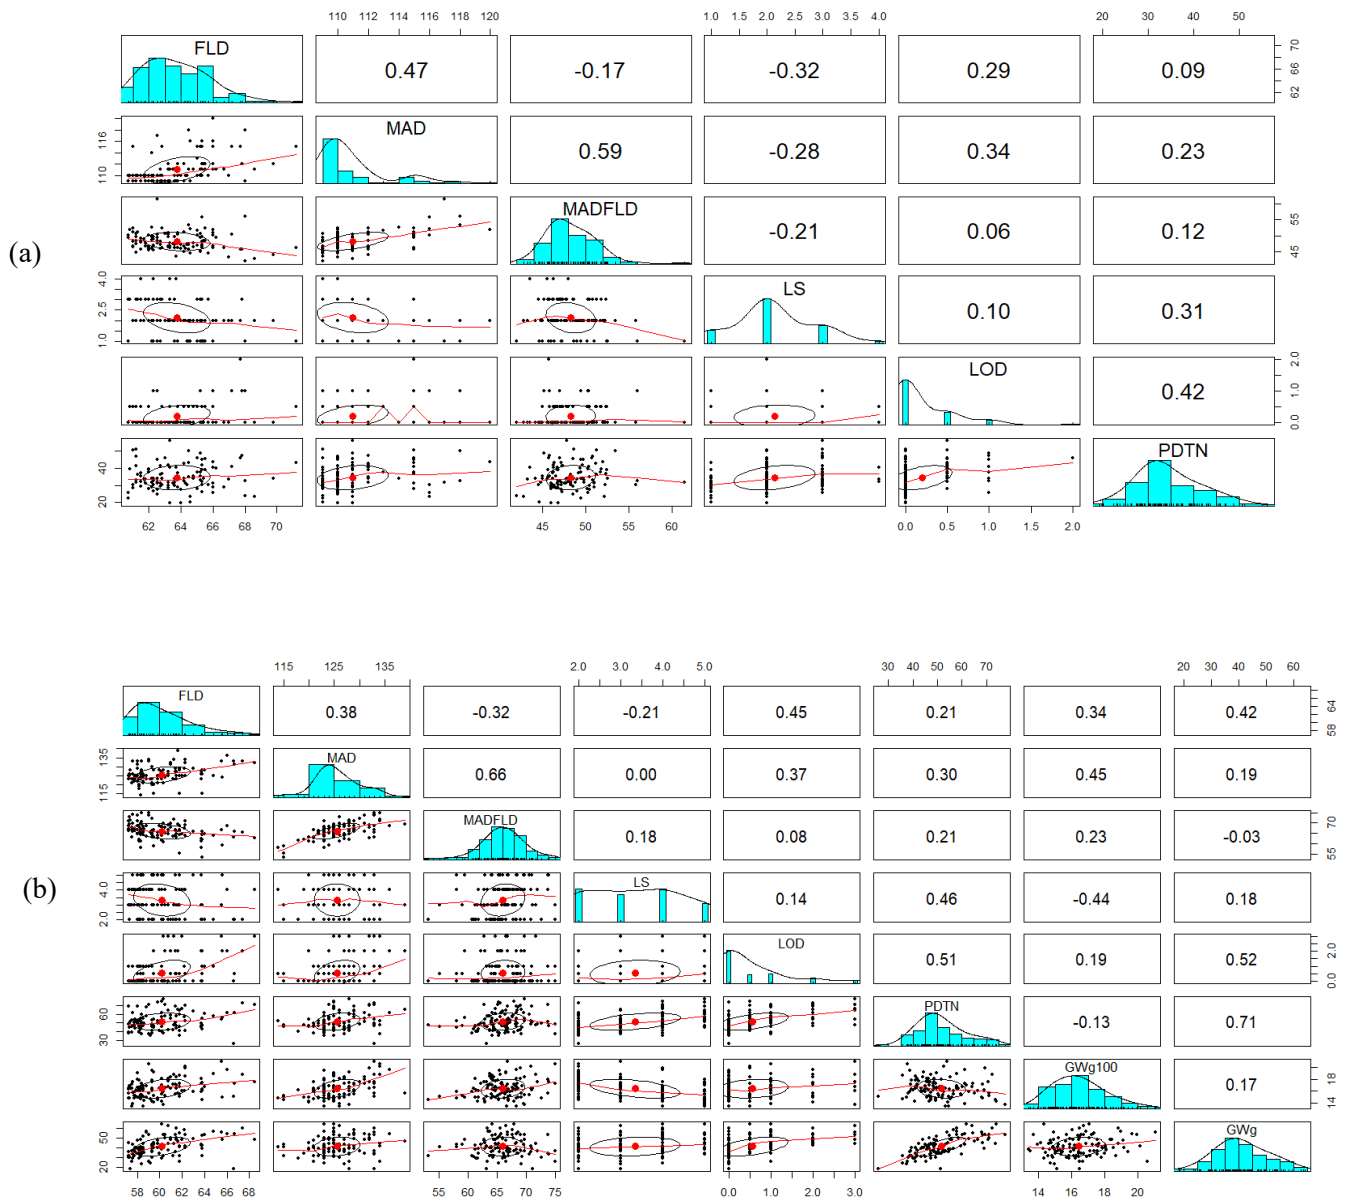 110 112 114 116 118 120 1.0 1.5 2.0 2.5 3.0 3.5 4.0 20 30 40 50
FLD 0.47 -0.17 -0.32 0.29 0.09 62 66 70
110 116 MAD 0.59 -0.28 0.34 0.23
MADFLD -0.21 0.06 0.12 45 55
(a)
1.0 2.5 4.0 LS 0.10 0.31
LOD 0.42 0.0 1.0 2.0
20 40 PDTN
62 64 66 68 70 45 50 55 60 0.0 0.5 1.0 1.5 2.0
115 125 135 2.0 3.0 4.0 5.0 30 40 50 60 70 20 30 40 50 60
FLD 0.38 -0.32 -0.21 0.45 0.21 0.34 0.42 58 64
115 135 MAD 0.66 0.00 0.37 0.30 0.45 0.19
MADFLD 0.18 0.08 0.21 0.23 -0.03 55 70
(b)
2.0 4.0 LS 0.14 0.46 -0.44 0.18
LOD 0.51 0.19 0.52 0.0 2.0
30 60 PDTN -0.13 0.71
GWg100 0.17 14 18
20 50 GWg
58 60 62 64 66 68 55 60 65 70 75 0.0 1.0 2.0 3.0 14 16 18 20